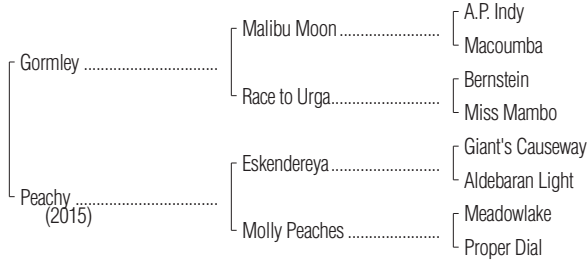 A.P. Indy
Malibu Moon ........................
Macoumba
Gormley ................................
Bernstein
Race to Urga..........................
Miss Mambo
Giant's Causeway
Eskendereya..........................
Aldebaran Light
Peachy ..................................
(2015)
Meadowlake
Molly Peaches ......................
Proper Dial